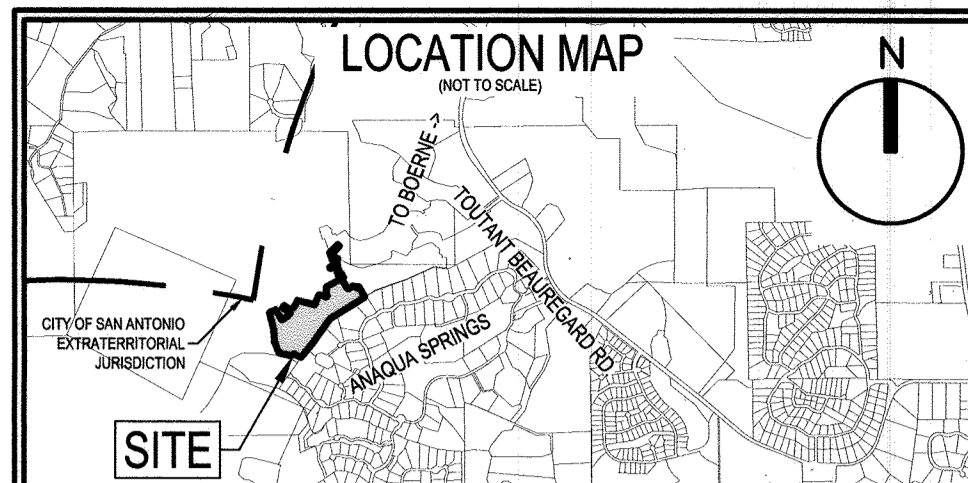 LOCATION MAP
(NOT TO SCALE)
N
TO BOERNE ->
TOUTANT BEAUREGARD RD.
CITY OF SAN ANTONIO
EXTRATERRITORIAL
JURISDICTION
ANAQUA SPRINGS
SITE